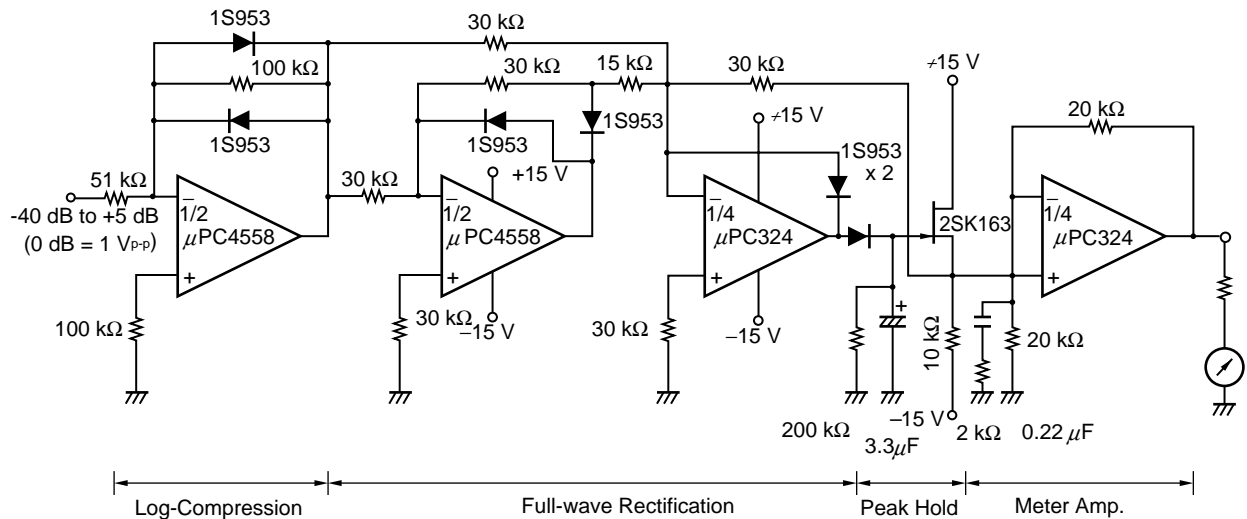 1S953
30 kΩ
100 kΩ
30 kΩ
15 kΩ
30 kΩ
≁15 V
1S953
1S953
1S953
≁15 V
20 kΩ
51 kΩ
30 kΩ
+15 V
1S953
x 2
-40 dB to +5 dB
(0 dB = 1 Vp-p)
−
1/2
μPC4558
+
−
1/2
μPC4558
+
−
1/4
μPC324
+
2SK163
−
1/4
μPC324
+
100 kΩ
30 kΩ
−15 V
30 kΩ
−15 V
+
10 kΩ
20 kΩ
200 kΩ
3.3μF
−15 V
2 kΩ
0.22 μF
Log-Compression
Full-wave Rectification
Peak Hold
Meter Amp.